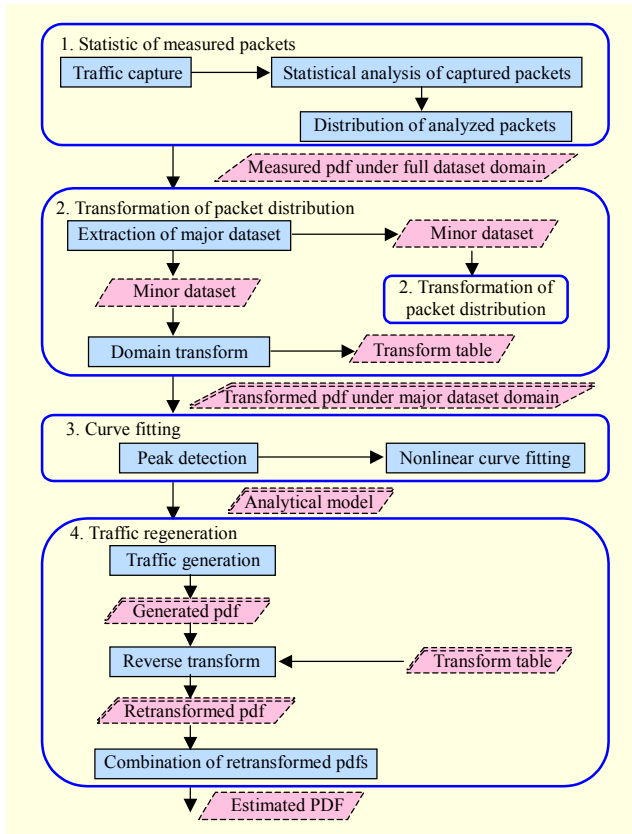 1. Statistic of measured packets
Traffic capture
Statistical analysis of captured packets
Distribution of analyzed packets
Measured pdf under full dataset domain
2. Transformation of packet distribution
Extraction of major dataset
Minor dataset
Minor dataset
2. Transformation of
packet distribution
Domain transform
Transform table
Transformed pdf under major dataset domain
3. Curve fitting
Peak detection
Nonlinear curve fitting
Analytical model
4. Traffic regeneration
Traffic generation
Generated pdf
Reverse transform
Transform table
Retransformed pdf
Combination of retransformed pdfs
Estimated PDF